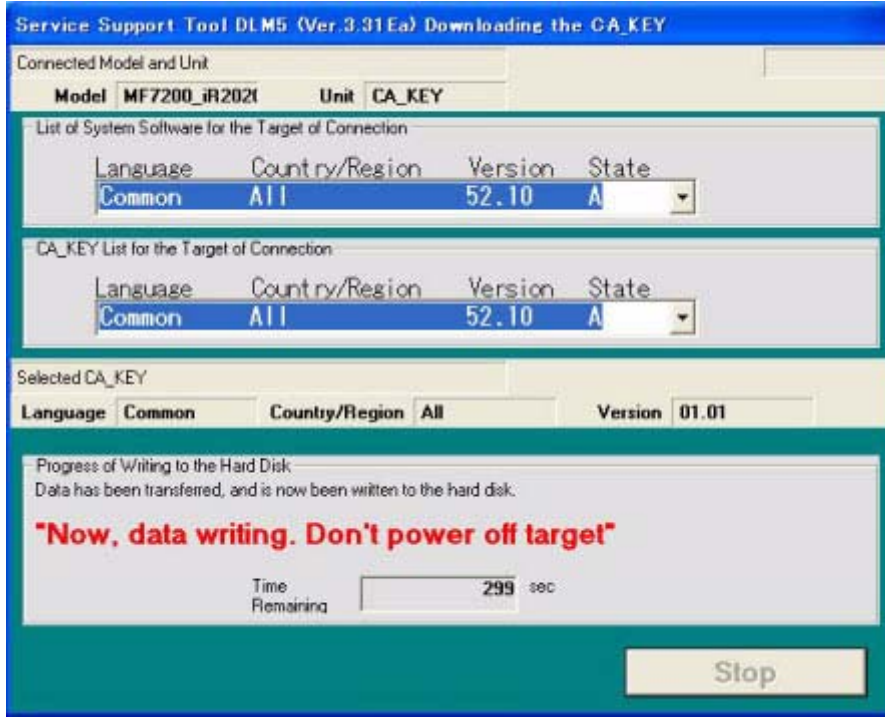 Service Support Tool DLM5 (Ver.3.31Ea) Downloading the CA_KEY
Connected Model and Unit
Model MF7200_iR202( Unit CA_KEY
List of System Software for the Target of Connection
Language Country/Region Version State
Common All 52.10 A
CA_KEY List for the Target of Connection
Language Country/Region Version State
Common All 52.10 A
Selected CA_KEY
Language Common Country/Region All Version 01.01
Progress of Writing to the Hard Disk
Data has been transferred, and is now been written to the hard disk.
"Now, data writing. Don't power off target"
Time Remaining 299 sec
Stop